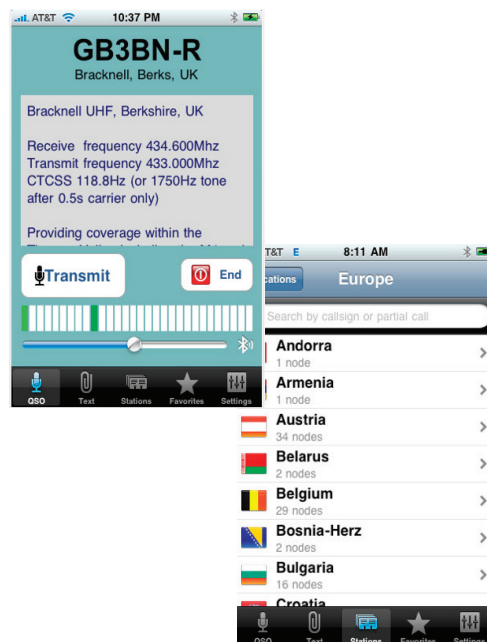 AT&T 10:37 PM
GB3BN-R
Bracknell, Berks, UK
Bracknell UHF, Berkshire, UK
Receive frequency 434.600Mhz
Transmit frequency 433.000Mhz
CTCSS 118.8Hz (or 1750Hz tone
after 0.5s carrier only)
Providing coverage within the
Transmit
End
QSO Text Stations Favorites Settings
T&T E 8:11 AM
cations Europe
Search by callsign or partial call
Andorra
1 node
Armenia
1 node
Austria
34 nodes
Belarus
2 nodes
Belgium
29 nodes
Bosnia-Herz
2 nodes
Bulgaria
16 nodes
Croatia
QSO Text Stations Favorites Settings